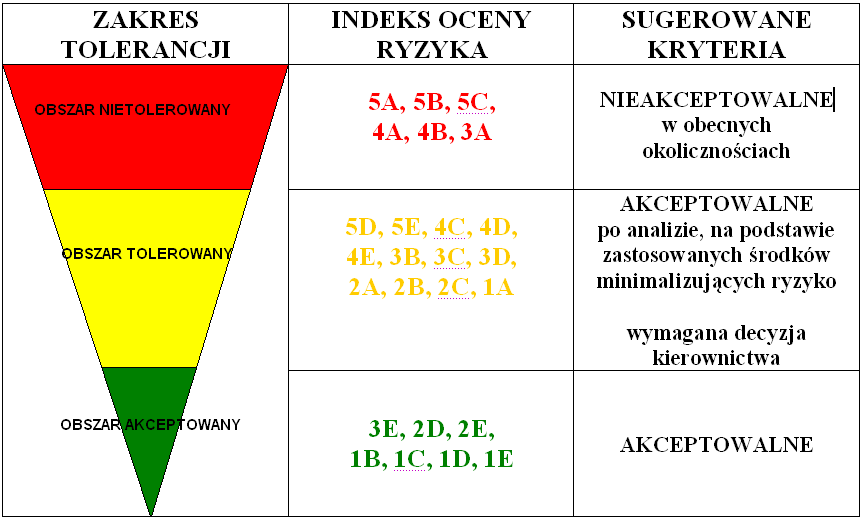 ZAKRES
TOLERANCJI
INDEKS OCENY
RYZYKA
SUGEROWANE
KRYTERIA
OBSZAR NIETOLEROWANY
5A, 5B, 5C,
4A, 4B, 3A
NIEAKCEPTOWALNE
w obecnych
okolicznościach
OBSZAR TOLEROWANY
5D, 5E, 4C, 4D,
4E, 3B, 3C, 3D,
2A, 2B, 2C, 1A
AKCEPTOWALNE
po analizie, na podstawie
zastosowanych środków
minimalizujących ryzyko
wymagana decyzja
kierownictwa
OBSZAR AKCEPTOWANY
3E, 2D, 2E,
1B, 1C, 1D, 1E
AKCEPTOWALNE